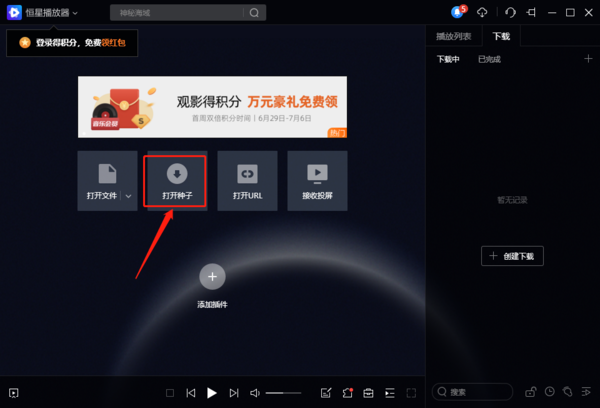 恒星播放器
神秘海域
5
登录得积分，免费领红包
播放列表
下载
下载中
已完成
观影得积分 万元豪礼免费领
首周双倍积分时间 | 6月29日-7月6日
热门
打开文件
打开种子
打开URL
接收投屏
添加插件
暂无记录
创建下载
搜索